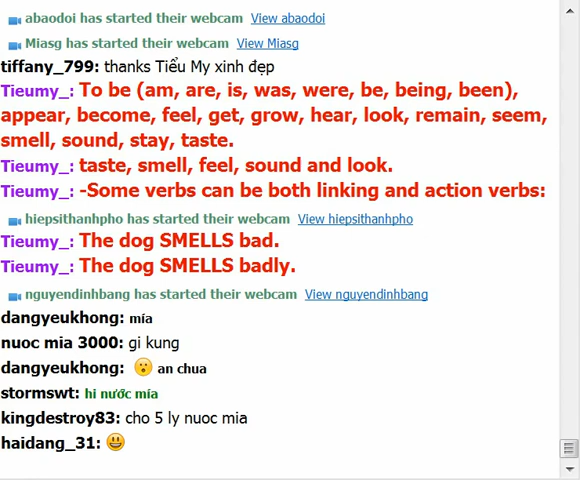 abaodoi has started their webcam View abaodoi
Miasg has started their webcam View Miasg
tiffany_799: thanks Tiểu My xinh đẹp
Tieumy_: To be (am, are, is, was, were, be, being, been),
appear, become, feel, get, grow, hear, look, remain, seem,
smell, sound, stay, taste.
Tieumy_: taste, smell, feel, sound and look.
Tieumy_: -Some verbs can be both linking and action verbs:
hiepsithanhpho has started their webcam View hiepsithanhpho
Tieumy_: The dog SMELLS bad.
Tieumy_: The dog SMELLS badly.
nguyendinhbang has started their webcam View nguyendinhbang
dangyeukhong: mía
nuoc mia 3000: gi kung
dangyeukhong: 😮 an chua
stormswt: hi nước mía
kingdestroy83: cho 5 ly nuoc mia
haidang_31: 😃